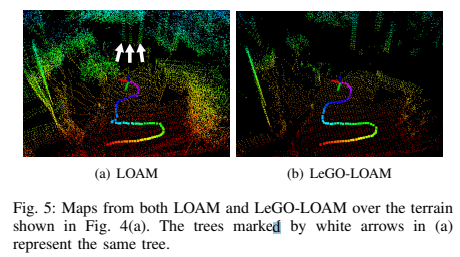 (a) LOAM
(b) LeGO-LOAM
Fig. 5: Maps from both LOAM and LeGO-LOAM over the terrain
shown in Fig. 4(a). The trees marked by white arrows in (a)
represent the same tree.